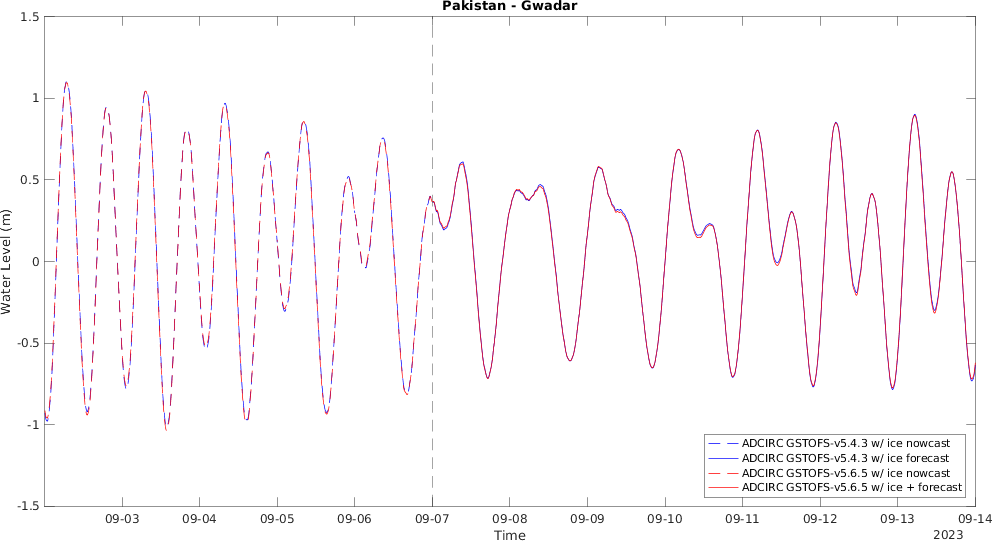 Pakistan - Gwadar
1.5
1
0.5
0
-0.5
-1
-1.5
Water Level (m)
ADCIRC GSTOFS-v5.4.3 w/ ice nowcast
ADCIRC GSTOFS-v5.4.3 w/ ice forecast
ADCIRC GSTOFS-v5.6.5 w/ ice nowcast
ADCIRC GSTOFS-v5.6.5 w/ ice + forecast
09-03 09-04 09-05 09-06 09-07 09-08 09-09 09-10 09-11 09-12 09-13 09-14
Time
2023